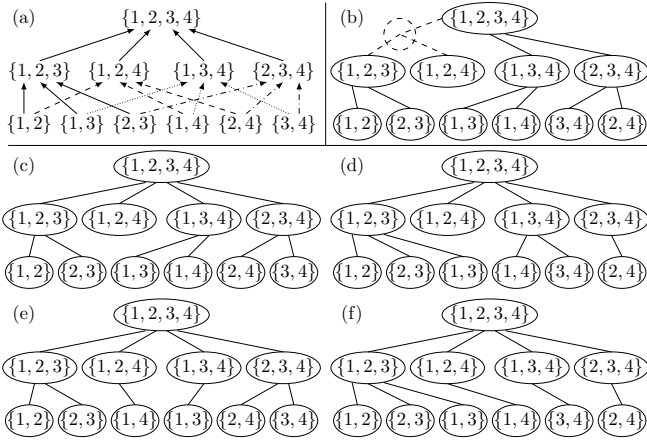 (a) {1, 2, 3, 4}
{1, 2, 3} {1, 2, 4} {1, 3, 4} {2, 3, 4}
{1, 2} {1, 3} {2, 3} {1, 4} {2, 4} {3, 4}
(b) {1, 2, 3, 4}
{1, 2, 3} {1, 2, 4} {1, 3, 4} {2, 3, 4}
{1, 2} {2, 3} {1, 3} {1, 4} {3, 4} {2, 4}
(c) {1, 2, 3, 4}
{1, 2, 3} {1, 2, 4} {1, 3, 4} {2, 3, 4}
{1, 2} {2, 3} {1, 3} {1, 4} {2, 4} {3, 4}
(d) {1, 2, 3, 4}
{1, 2, 3} {1, 2, 4} {1, 3, 4} {2, 3, 4}
{1, 2} {2, 3} {1, 3} {1, 4} {3, 4} {2, 4}
(e) {1, 2, 3, 4}
{1, 2, 3} {1, 2, 4} {1, 3, 4} {2, 3, 4}
{1, 2} {2, 3} {1, 4} {1, 3} {2, 4} {3, 4}
(f) {1, 2, 3, 4}
{1, 2, 3} {1, 2, 4} {1, 3, 4} {2, 3, 4}
{1, 2} {2, 3} {1, 3} {1, 4} {3, 4} {2, 4}